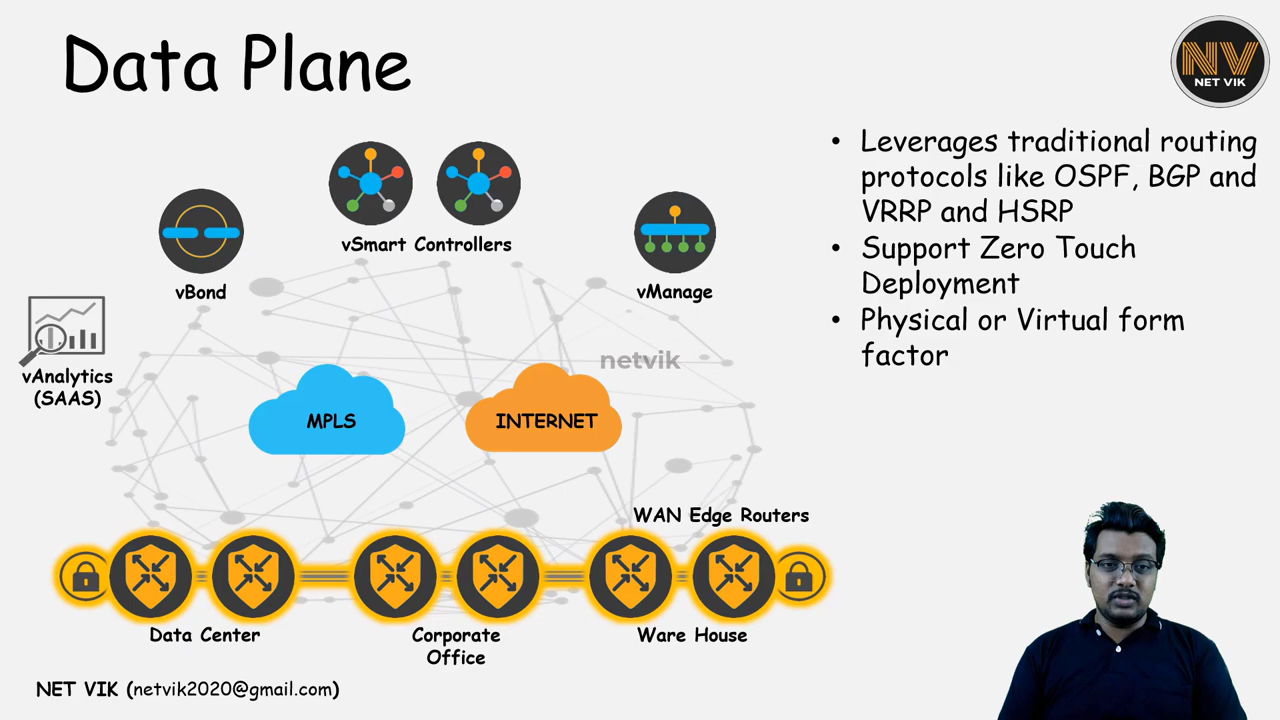 Data Plane
NV
NET VIK
• Leverages traditional routing
protocols like OSPF, BGP and
VRRP and HSRP
• Support Zero Touch
Deployment
• Physical or Virtual form
factor
vSmart Controllers
vBond
vManage
vAnalytics
(SAAS)
netvik
MPLS
INTERNET
WAN Edge Routers
Data Center
Corporate
Office
Ware House
NET VIK (netvik2020@gmail.com)